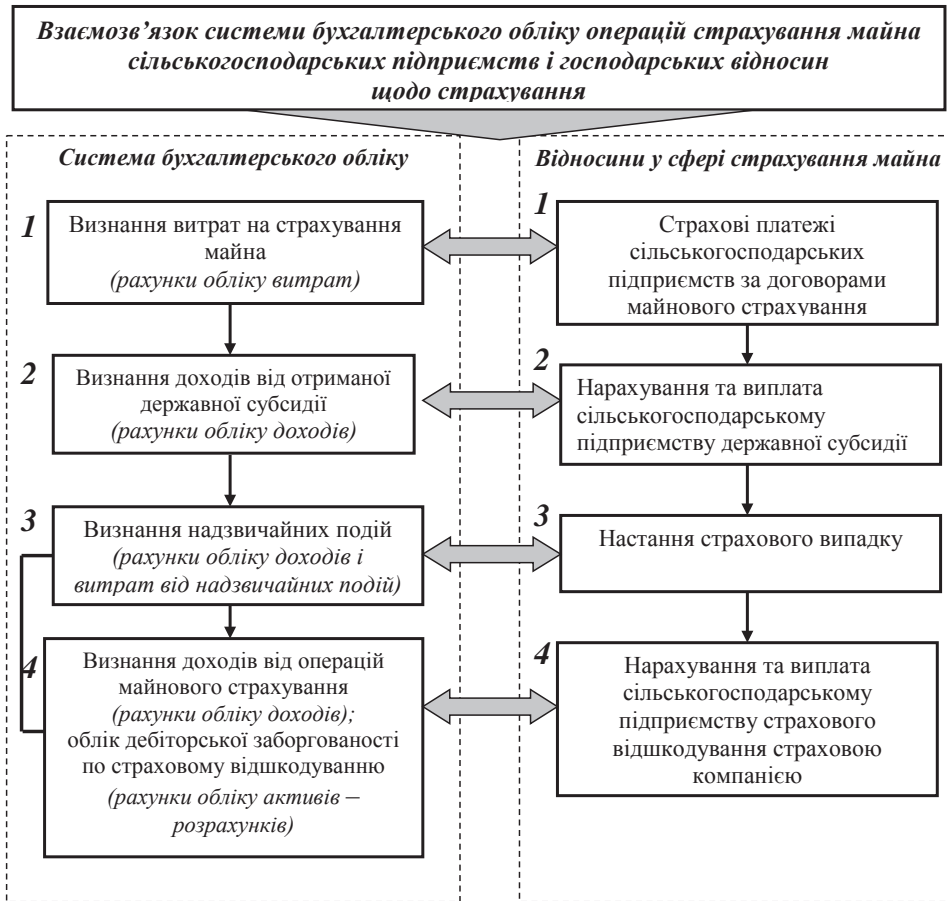 Взаємозв’язок системи бухгалтерського обліку операцій страхування майна
сільськогосподарських підприємств і господарських відносин
щодо страхування
Система бухгалтерського обліку
1
Визнання витрат на страхування
майна
(рахунки обліку витрат)
2
Визнання доходів від отриманої
державної субсидії
(рахунки обліку доходів)
3
Визнання надзвичайних подій
(рахунки обліку доходів і
витрат від надзвичайних подій)
4
Визнання доходів від операцій
майнового страхування
(рахунки обліку доходів);
облік дебіторської заборгованості
по страховому відшкодуванню
(рахунки обліку активів –
розрахунків)
Відносини у сфері страхування майна
1
Страхові платежі
сільськогосподарських
підприємств за договорами
майнового страхування
2
Нарахування та виплата
сільськогосподарському
підприємству державної субсидії
3
Настання страхового випадку
4
Нарахування та виплата
сільськогосподарському
підприємству страхового
відшкодування страховою
компанією